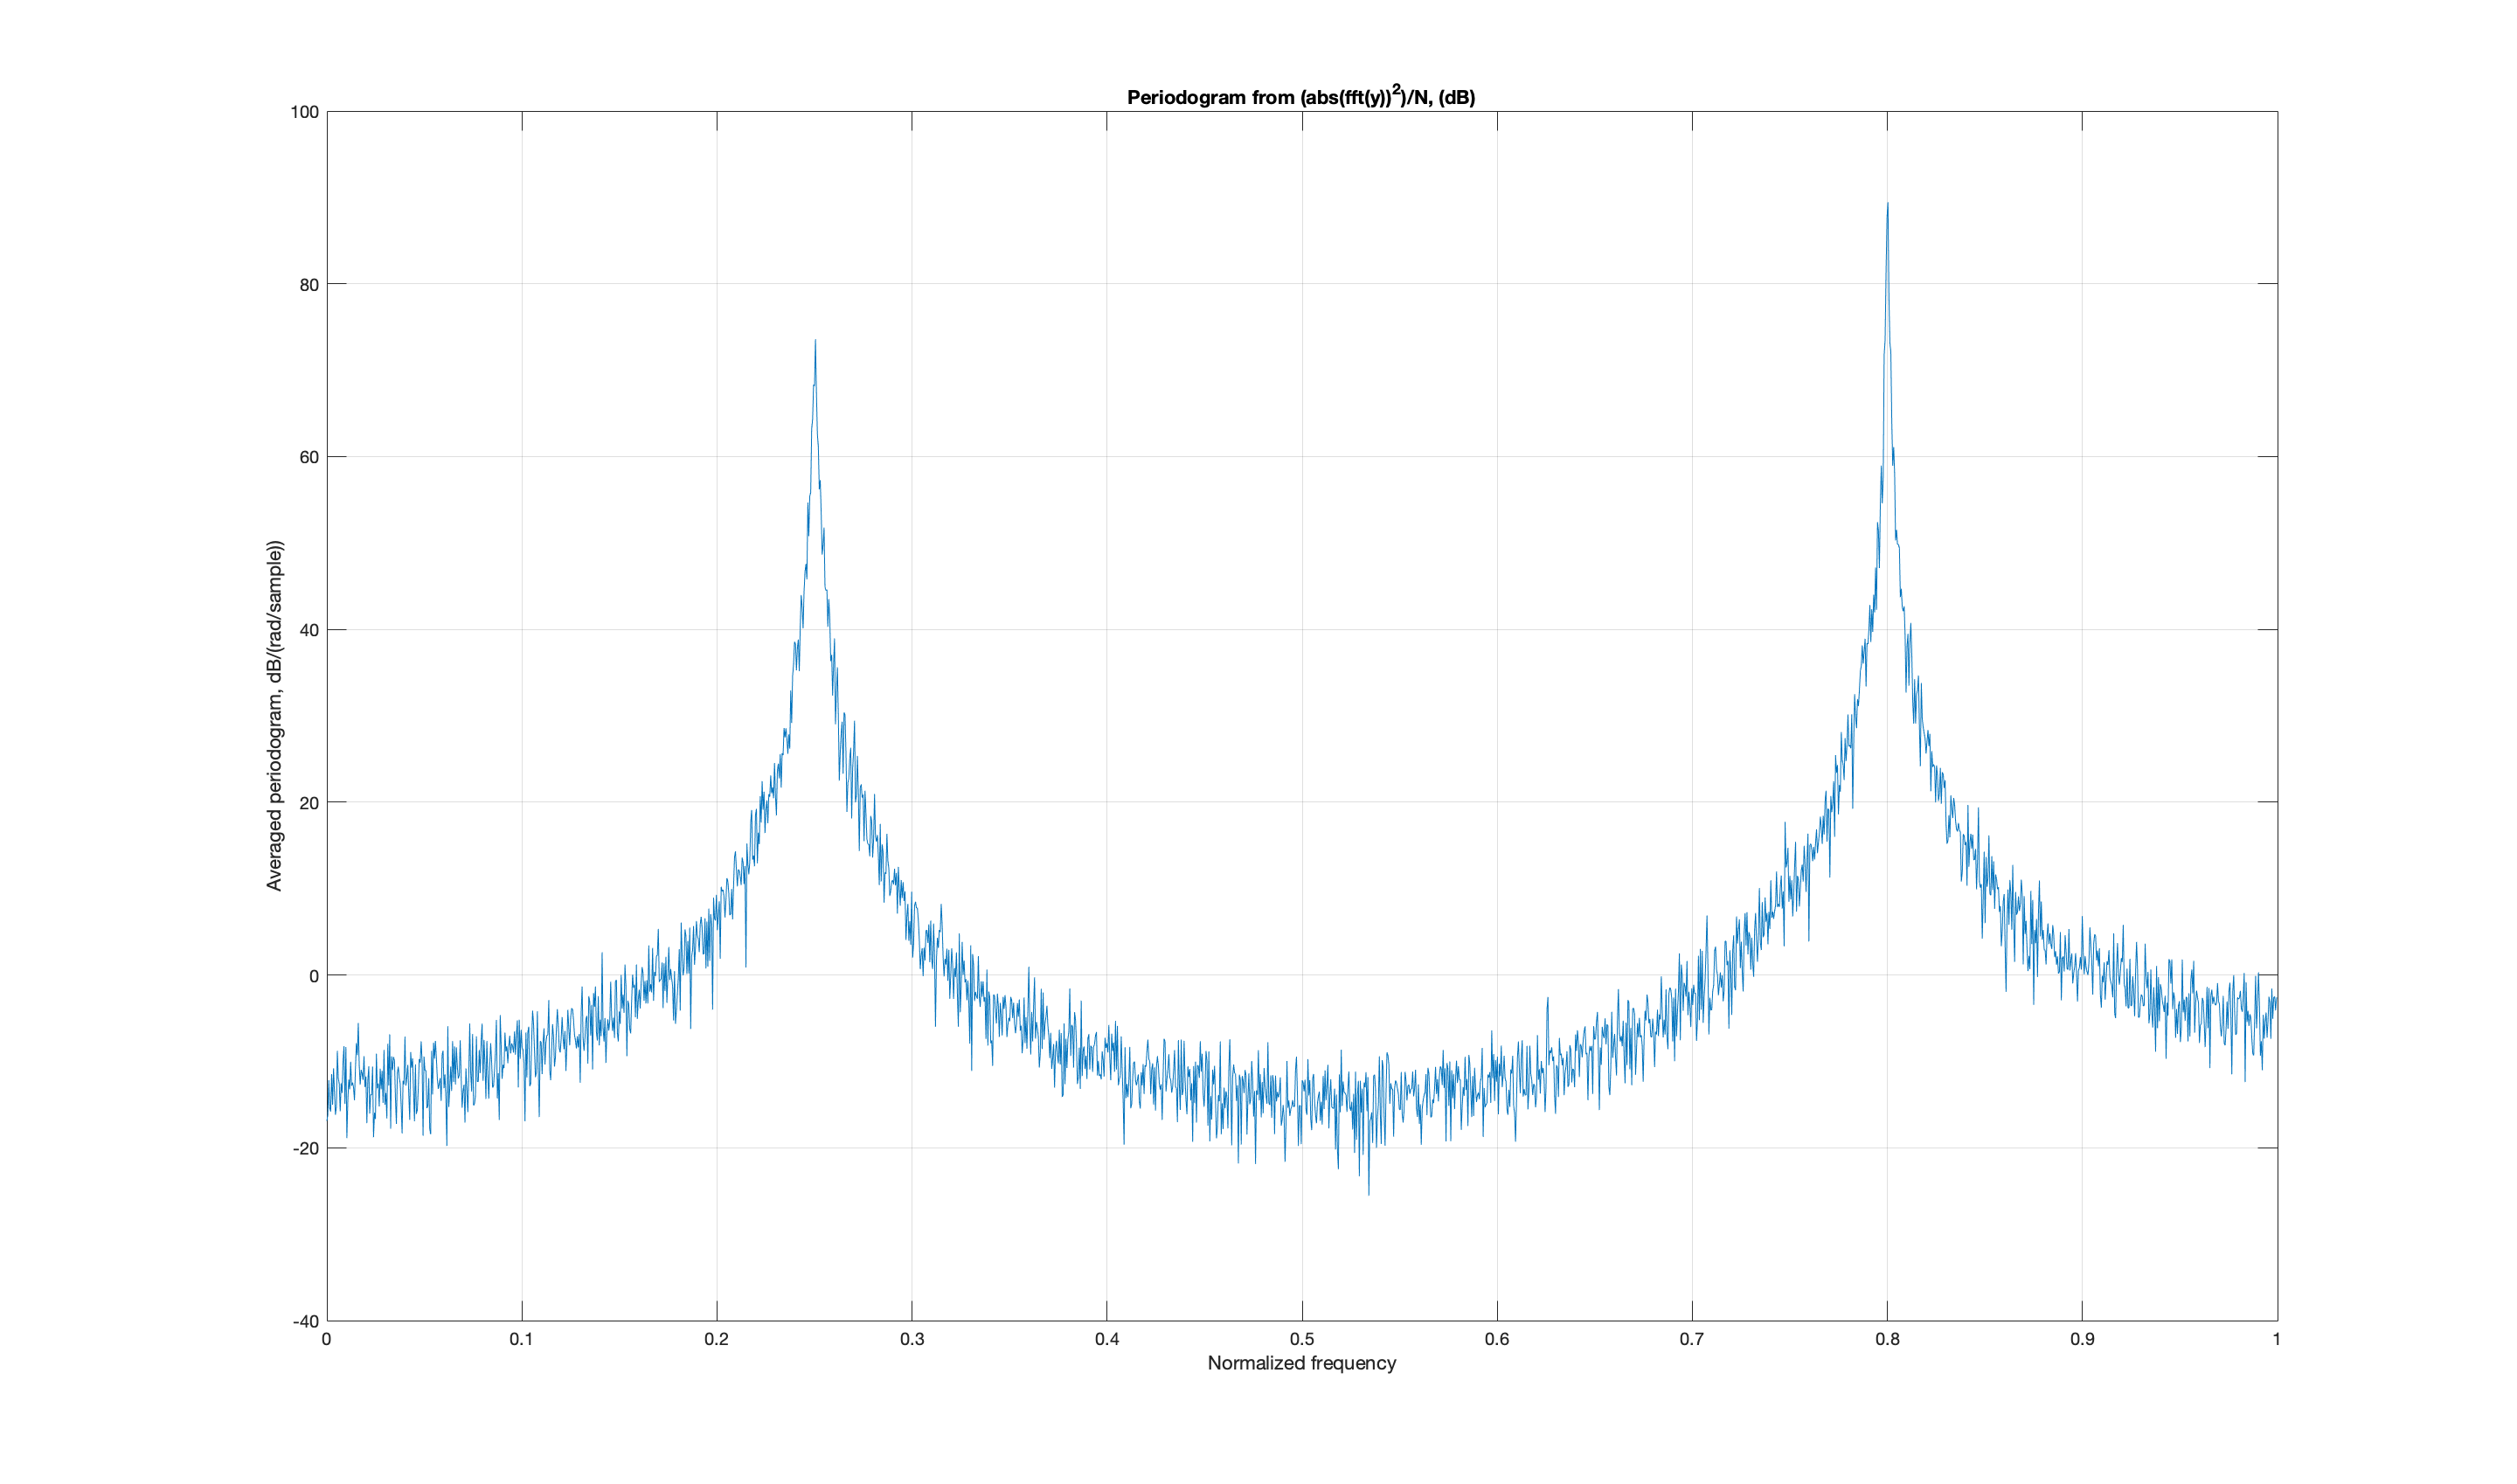 Periodogram from (abs(fft(y))²)/N, (dB)
100
80
60
40
20
0
-20
-40
Averaged periodogram, dB/(rad/sample))
0 0.1 0.2 0.3 0.4 0.5 0.6 0.7 0.8 0.9 1
Normalized frequency